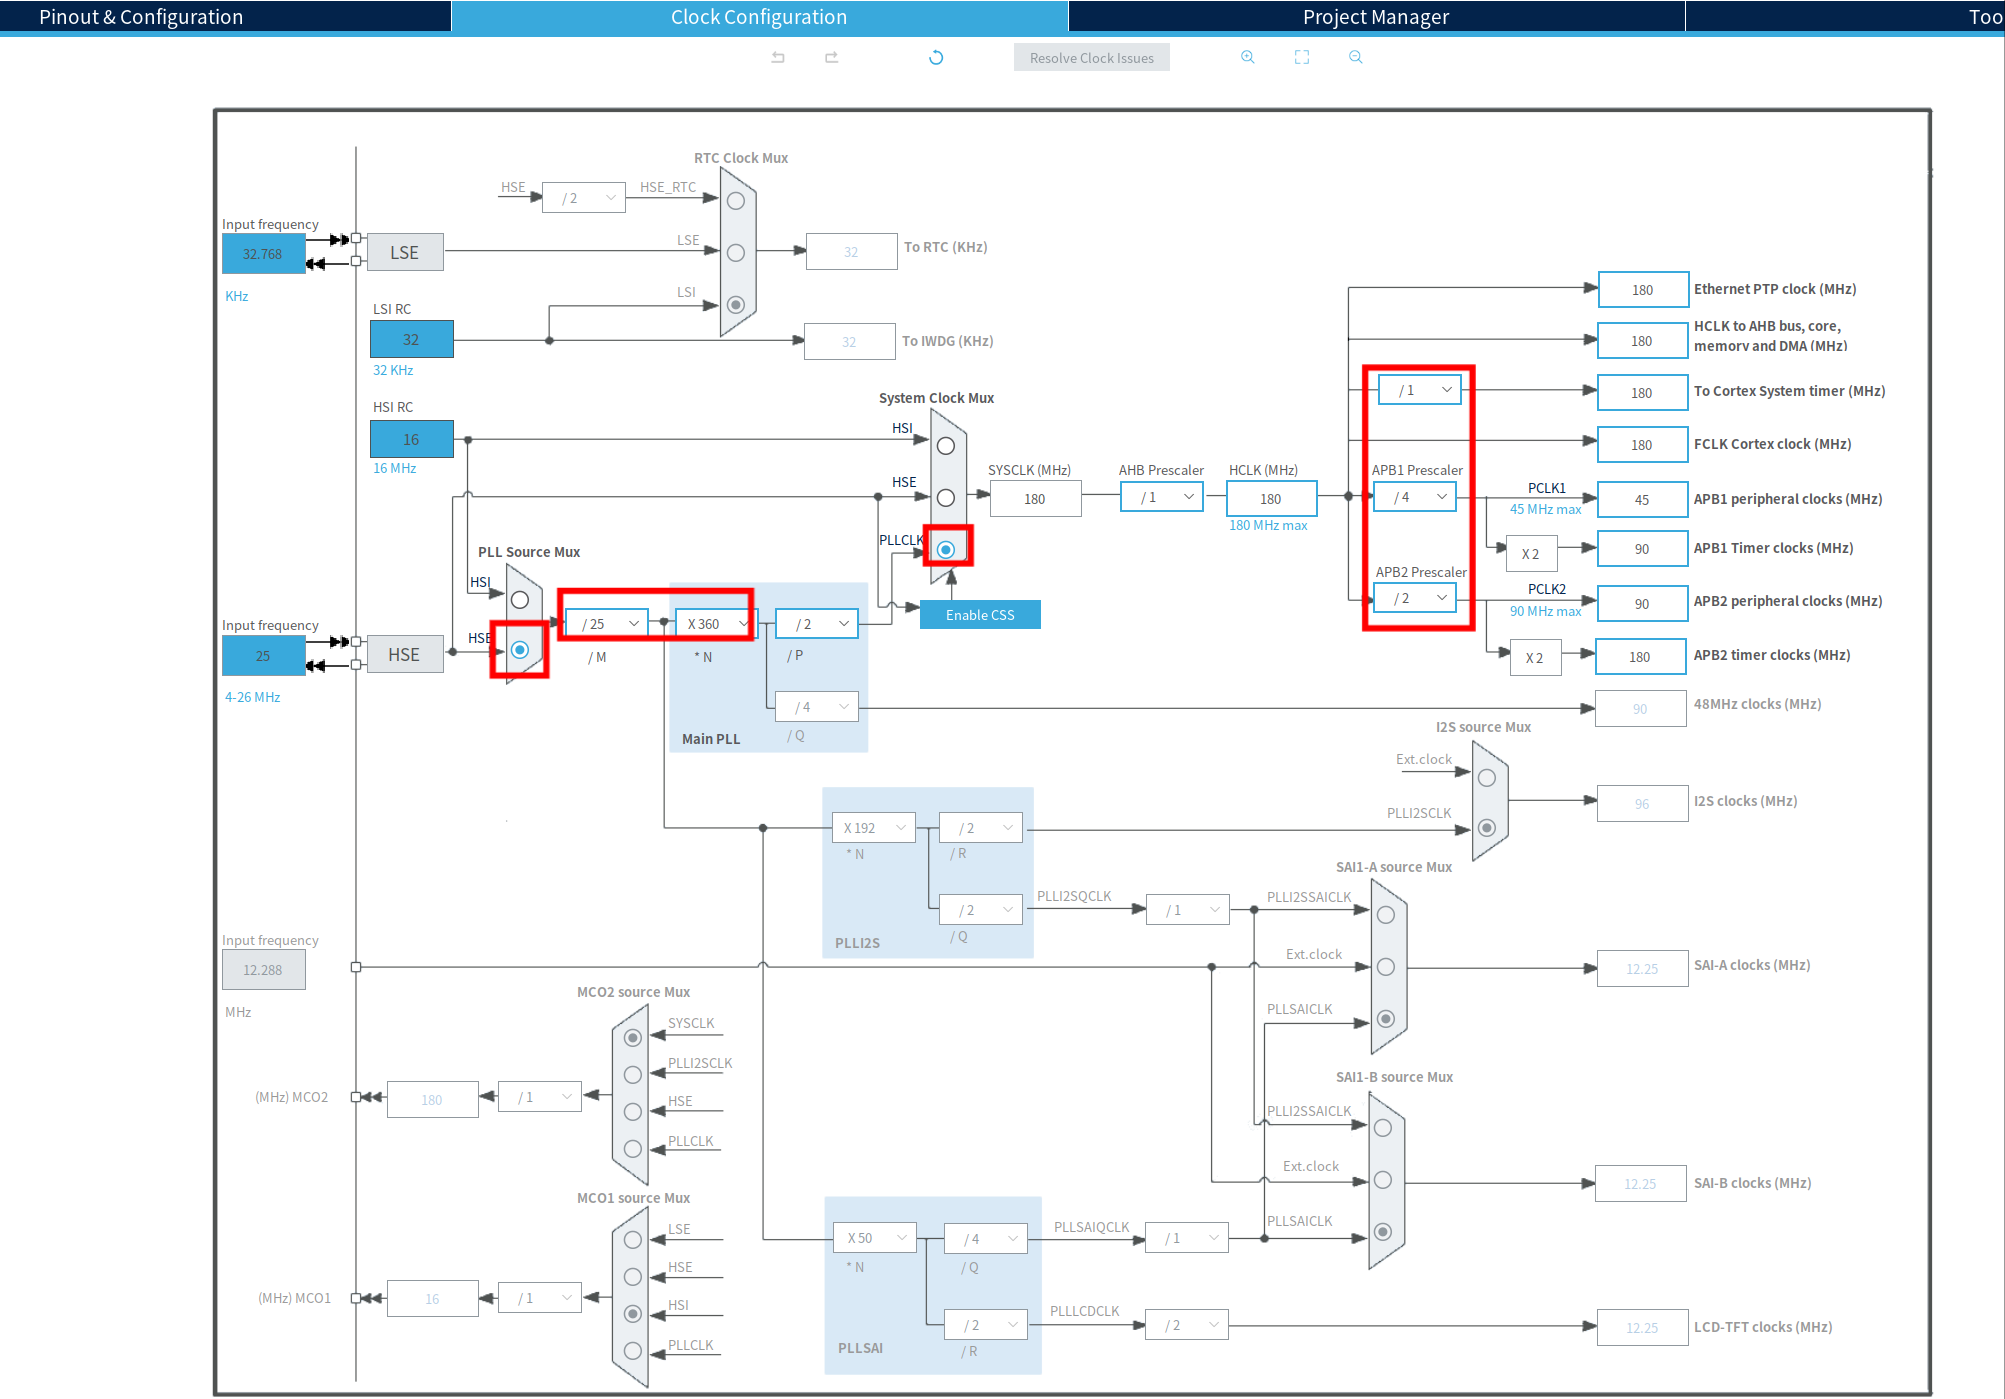 Pinout & Configuration
Clock Configuration
Project Manager
Too
Resolve Clock Issues
RTC Clock Mux
HSE
/ 2
HSE_RTC
Input frequency
32.768
KHz
LSE
LSE
32
To RTC (KHz)
LSI
LSI RC
32
32 KHz
32
To IWDG (KHz)
HSI RC
16
16 MHz
System Clock Mux
HSI
HSE
PLLCLK
SYSCLK (MHz)
180
AHB Prescaler
/ 1
HCLK (MHz)
180
180 MHz max
180
Ethernet PTP clock (MHz)
180
HCLK to AHB bus, core,
memory and DMA (MHz)
/ 1
180
To Cortex System timer (MHz)
180
FCLK Cortex clock (MHz)
APB1 Prescaler
/ 4
PCLK1
45 MHz max
45
APB1 peripheral clocks (MHz)
X 2
90
APB1 Timer clocks (MHz)
APB2 Prescaler
/ 2
PCLK2
90 MHz max
90
APB2 peripheral clocks (MHz)
X 2
180
APB2 timer clocks (MHz)
PLL Source Mux
HSI
HSE
Input frequency
25
4-26 MHz
HSE
/ 25
/ M
X 360
* N
/ 2
/ P
Enable CSS
/ 4
/ Q
Main PLL
90
48MHz clocks (MHz)
I2S source Mux
Ext.clock
PLLI2SCLK
96
I2S clocks (MHz)
X 192
* N
/ 2
/ R
/ 2
/ Q
PLLI2S
PLLI2SQCLK
/ 1
SAI1-A source Mux
PLLI2SSAICLK
Ext.clock
PLLSAICLK
12.25
SAI-A clocks (MHz)
Input frequency
12.288
MHz
MCO2 source Mux
SYSCLK
PLLI2SCLK
HSE
PLLCLK
(MHz) MCO2
180
/ 1
SAI1-B source Mux
PLLI2SSAICLK
Ext.clock
PLLSAICLK
12.25
SAI-B clocks (MHz)
MCO1 source Mux
LSE
HSE
HSI
PLLCLK
(MHz) MCO1
16
/ 1
X 50
* N
/ 4
/ Q
PLLSAIQCLK
/ 1
/ 2
/ R
PLLSAI
PLLLCDCLK
/ 2
12.25
LCD-TFT clocks (MHz)